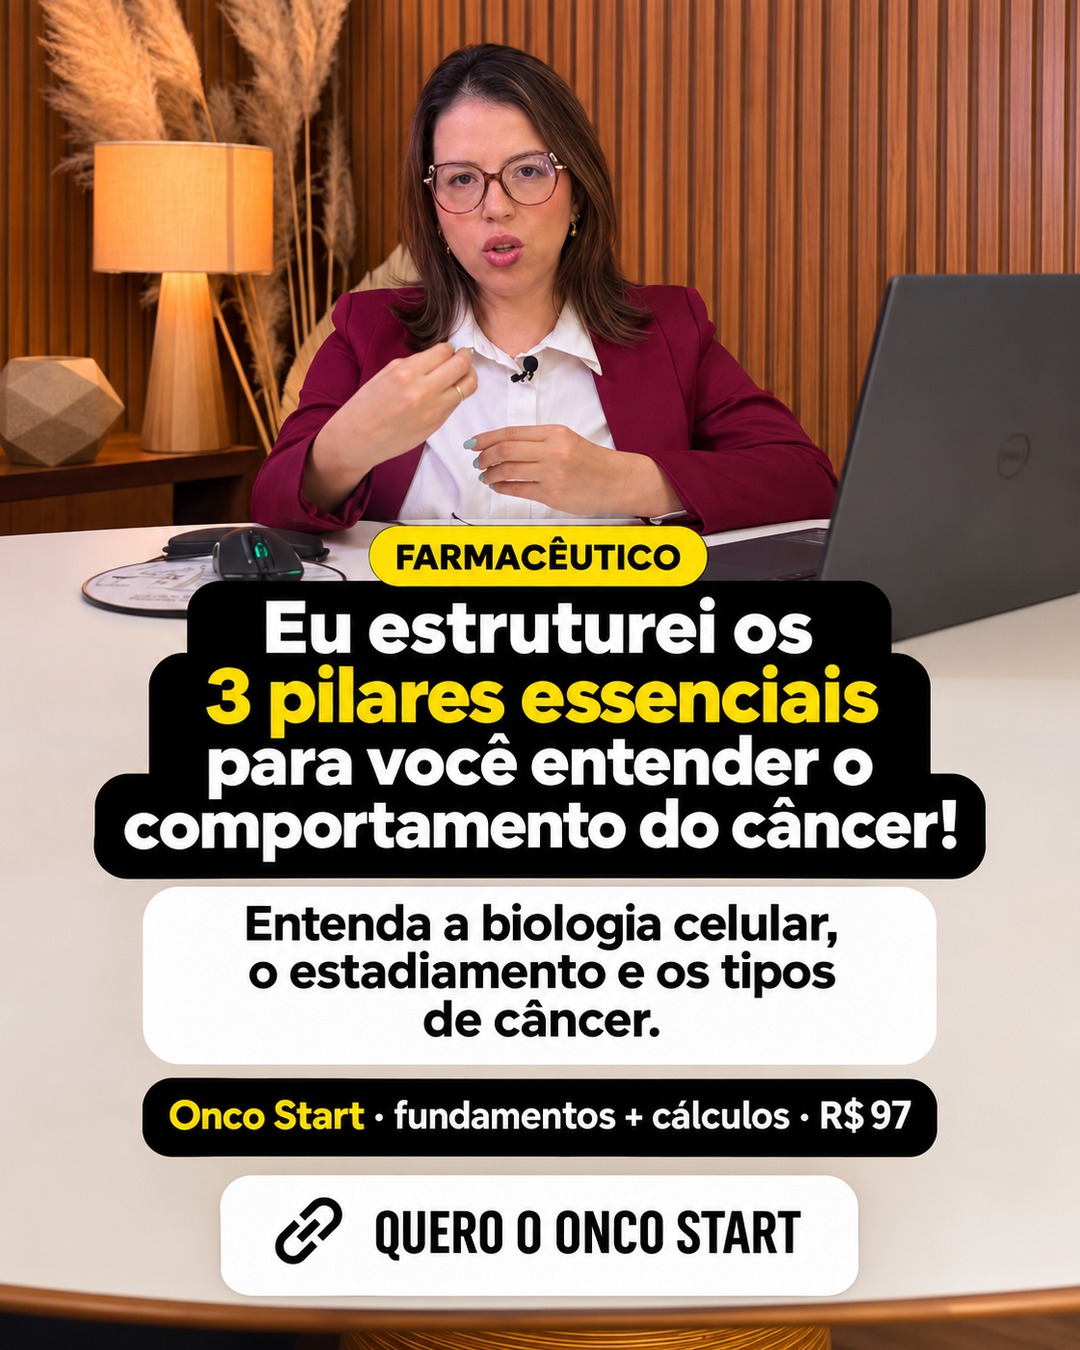 FARMACÊUTICO
Eu estruturei os
3 pilares essenciais
para você entender o
comportamento do câncer!
Entenda a biologia celular,
o estadiamento e os tipos
de câncer.
Onco Start · fundamentos + cálculos · R$ 97
QUERO O ONCO START
DELL